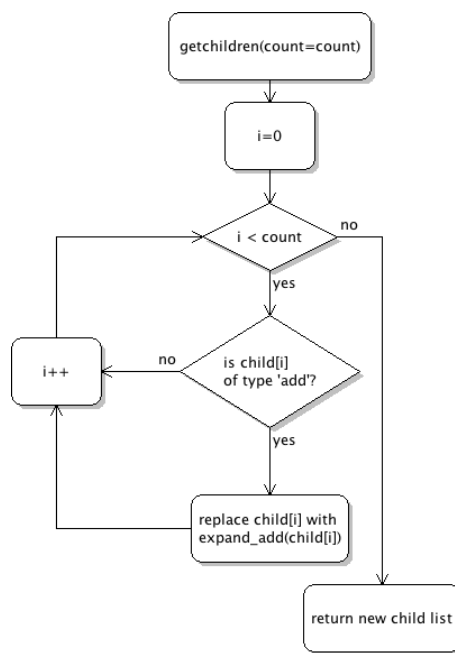 getchildren(count=count)
i=0
i < count
no
yes
is child[i]
of type 'add'?
no
i++
yes
replace child[i] with
expand_add(child[i])
return new child list